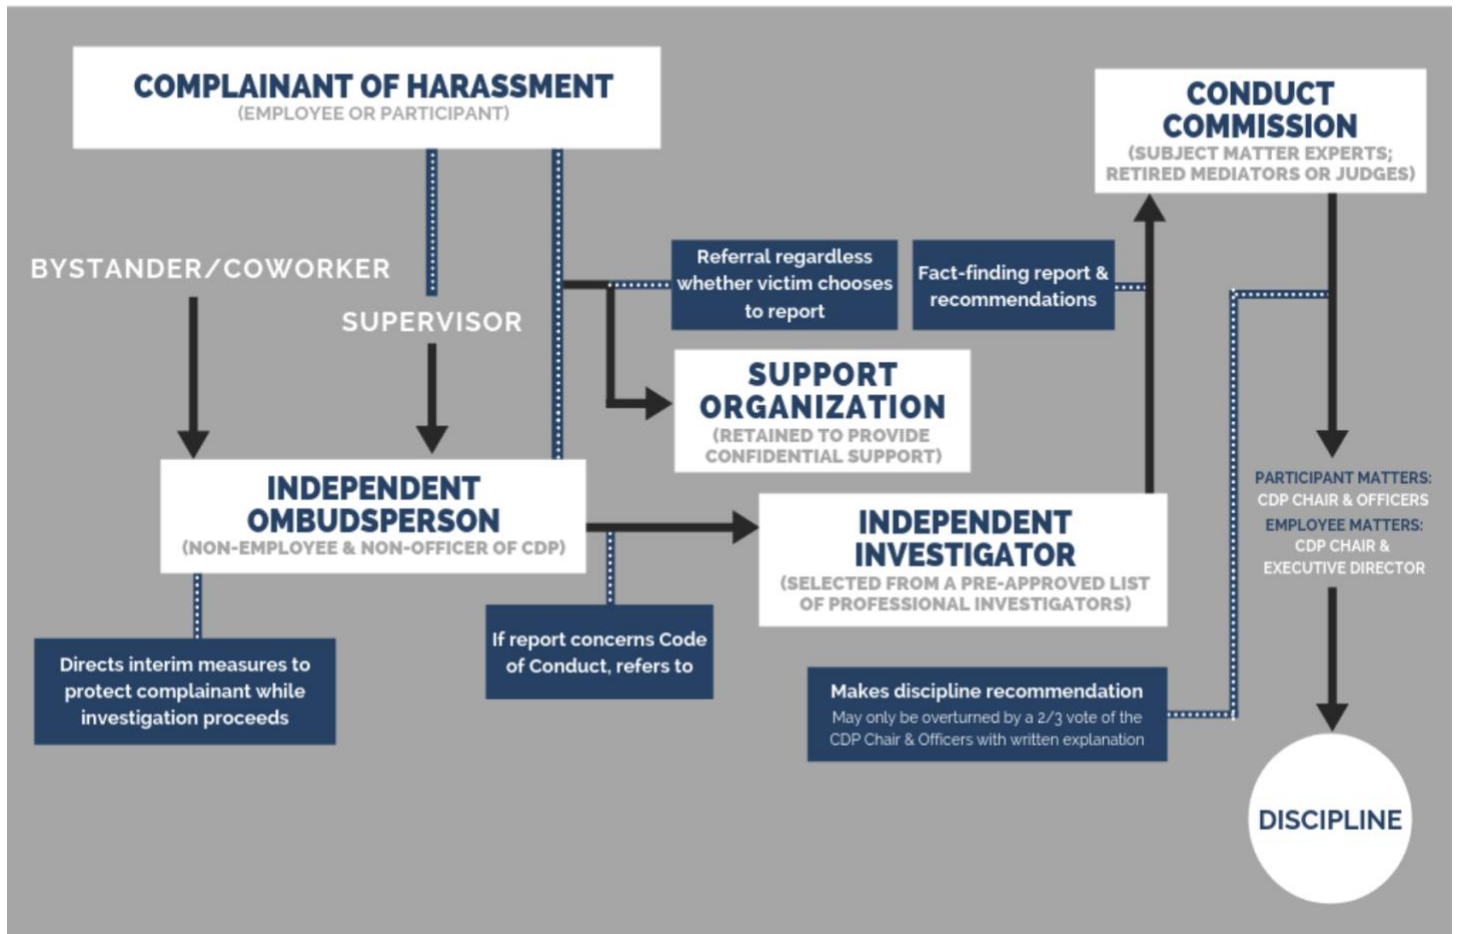 COMPLAINANT OF HARASSMENT
(EMPLOYEE OR PARTICIPANT)
CONDUCT
COMMISSION
(SUBJECT MATTER EXPERTS;
RETIRED MEDIATORS OR JUDGES)
BYSTANDER/COWORKER
SUPERVISOR
Referral regardless
whether victim chooses
to report
Fact-finding report &
recommendations
SUPPORT
ORGANIZATION
(RETAINED TO PROVIDE
CONFIDENTIAL SUPPORT)
INDEPENDENT
OMBUDSPERSON
(NON-EMPLOYEE & NON-OFFICER OF CDP)
INDEPENDENT
INVESTIGATOR
(SELECTED FROM A PRE-APPROVED LIST
OF PROFESSIONAL INVESTIGATORS)
PARTICIPANT MATTERS:
CDP CHAIR & OFFICERS
EMPLOYEE MATTERS:
CDP CHAIR &
EXECUTIVE DIRECTOR
Directs interim measures to
protect complainant while
investigation proceeds
If report concerns Code
of Conduct, refers to
Makes discipline recommendation
May only be overturned by a 2/3 vote of the
CDP Chair & Officers with written explanation
DISCIPLINE